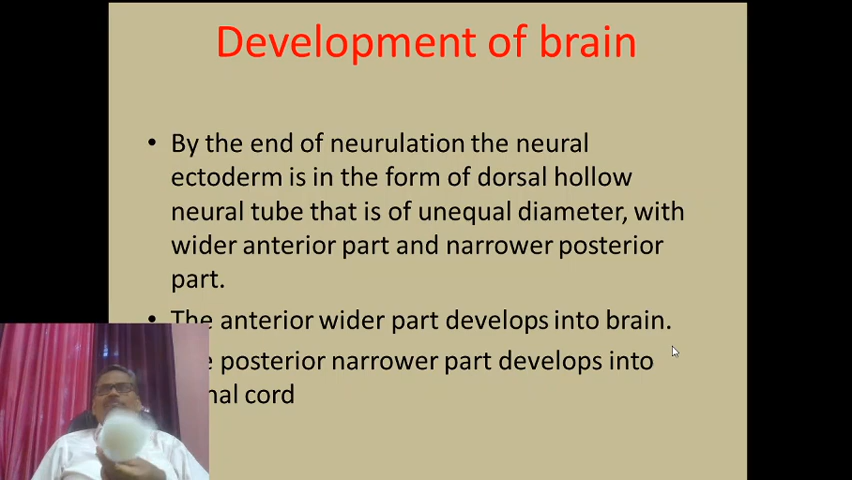 Development of brain
• By the end of neurulation the neural
ectoderm is in the form of dorsal hollow
neural tube that is of unequal diameter, with
wider anterior part and narrower posterior
part.
• The anterior wider part develops into brain.
posterior narrower part develops into
cord